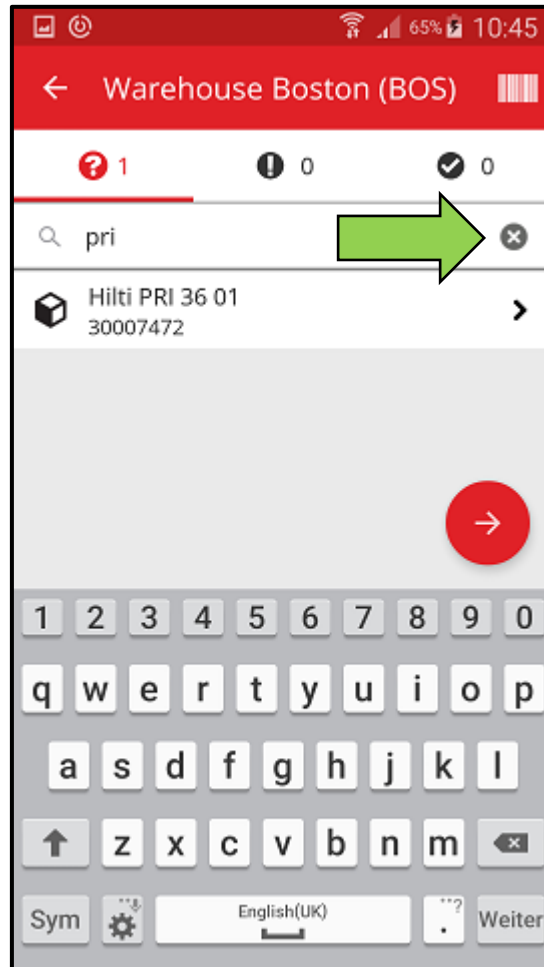 65% 10:45
Warehouse Boston (BOS)
1 0 0
pri
Hilti PRI 36 01
30007472
1 2 3 4 5 6 7 8 9 0
q w e r t y u i o p
a s d f g h j k l
z x c v b n m
Sym English(UK) . Weiter